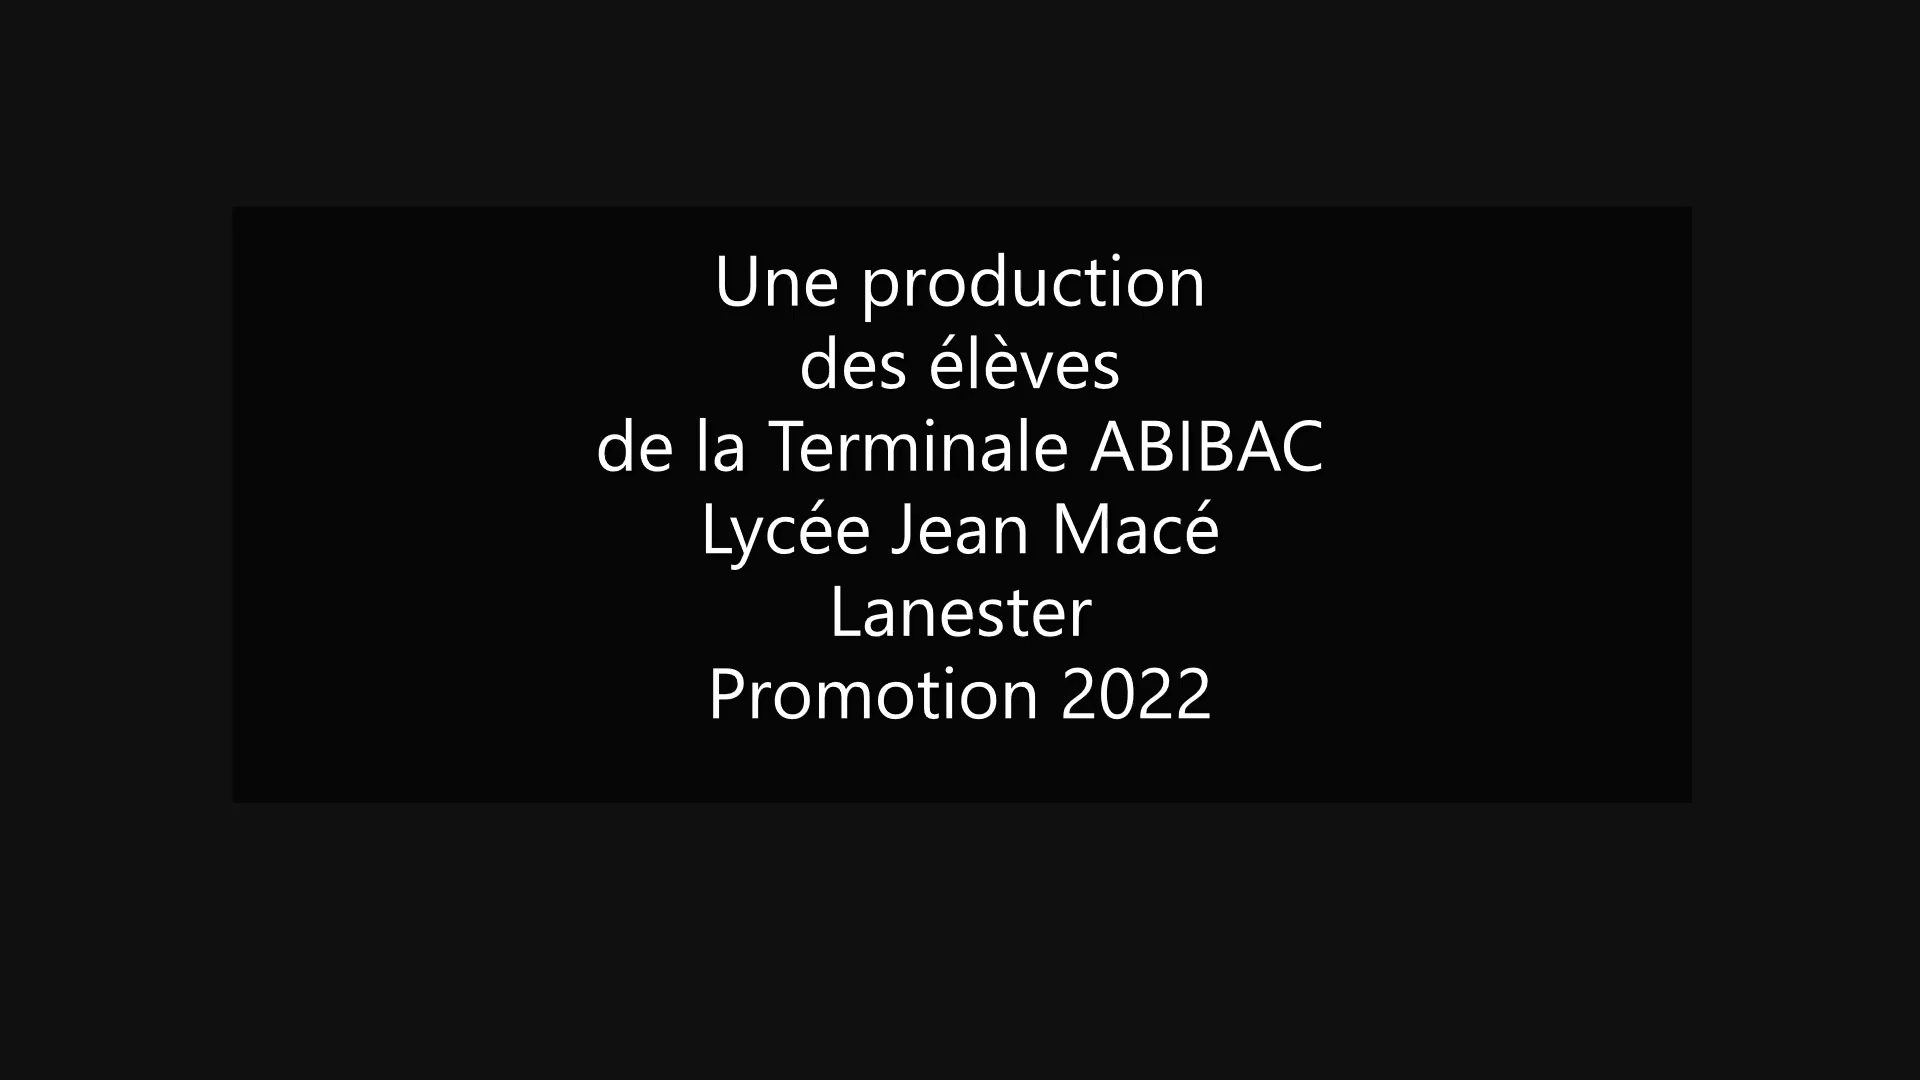 Une production
des élèves
de la Terminale ABIBAC
Lycée Jean Macé
Lanester
Promotion 2022